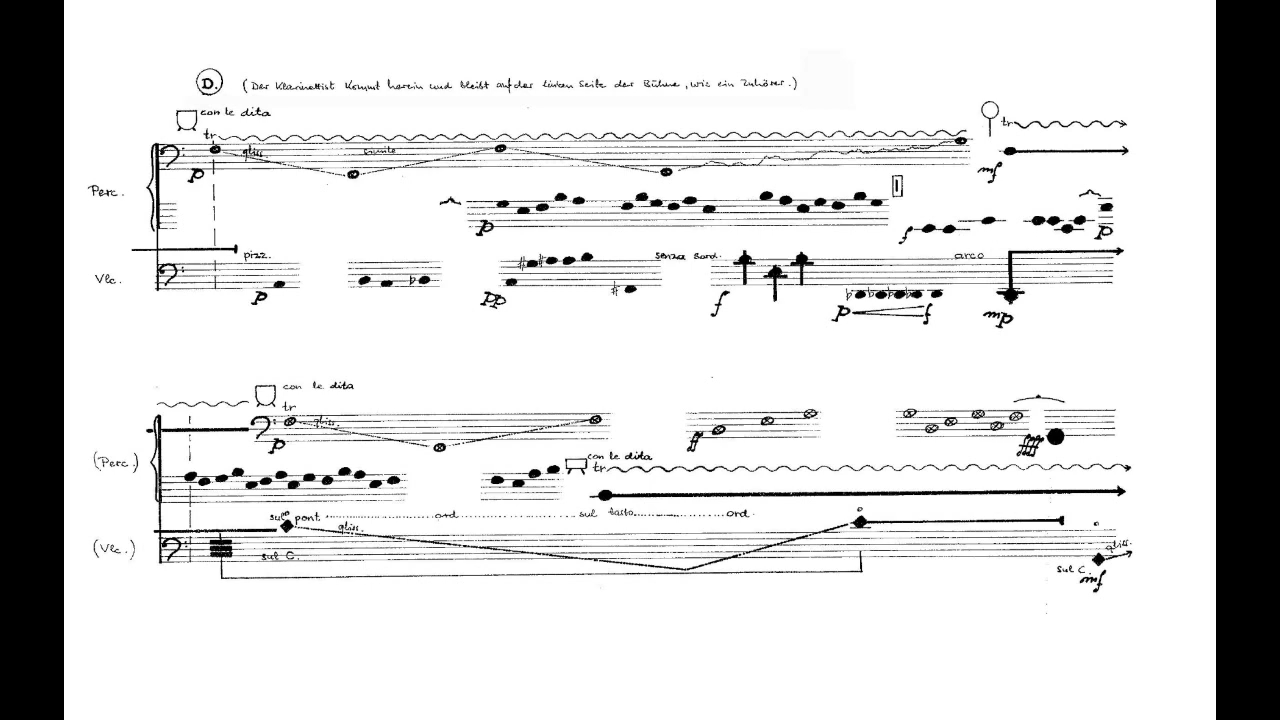 D. (Der Klarinettist kommt herein und bleibt auf der linken Seite der Bühne, wie ein Zuhörer.)
con le dita
tr
tr
gliss.
p
mf
Perc.
p
f
p
pizz.
senza sord.
arco
Vlc.
p
pp
f
p f
mp
con le dita
tr
gliss.
p
ff
fff
(Perc.)
con le dita
tr
sul pont. ord sul tasto ord.
gliss.
(Vlc.)
sul C.
gliss.
sul C.
mf